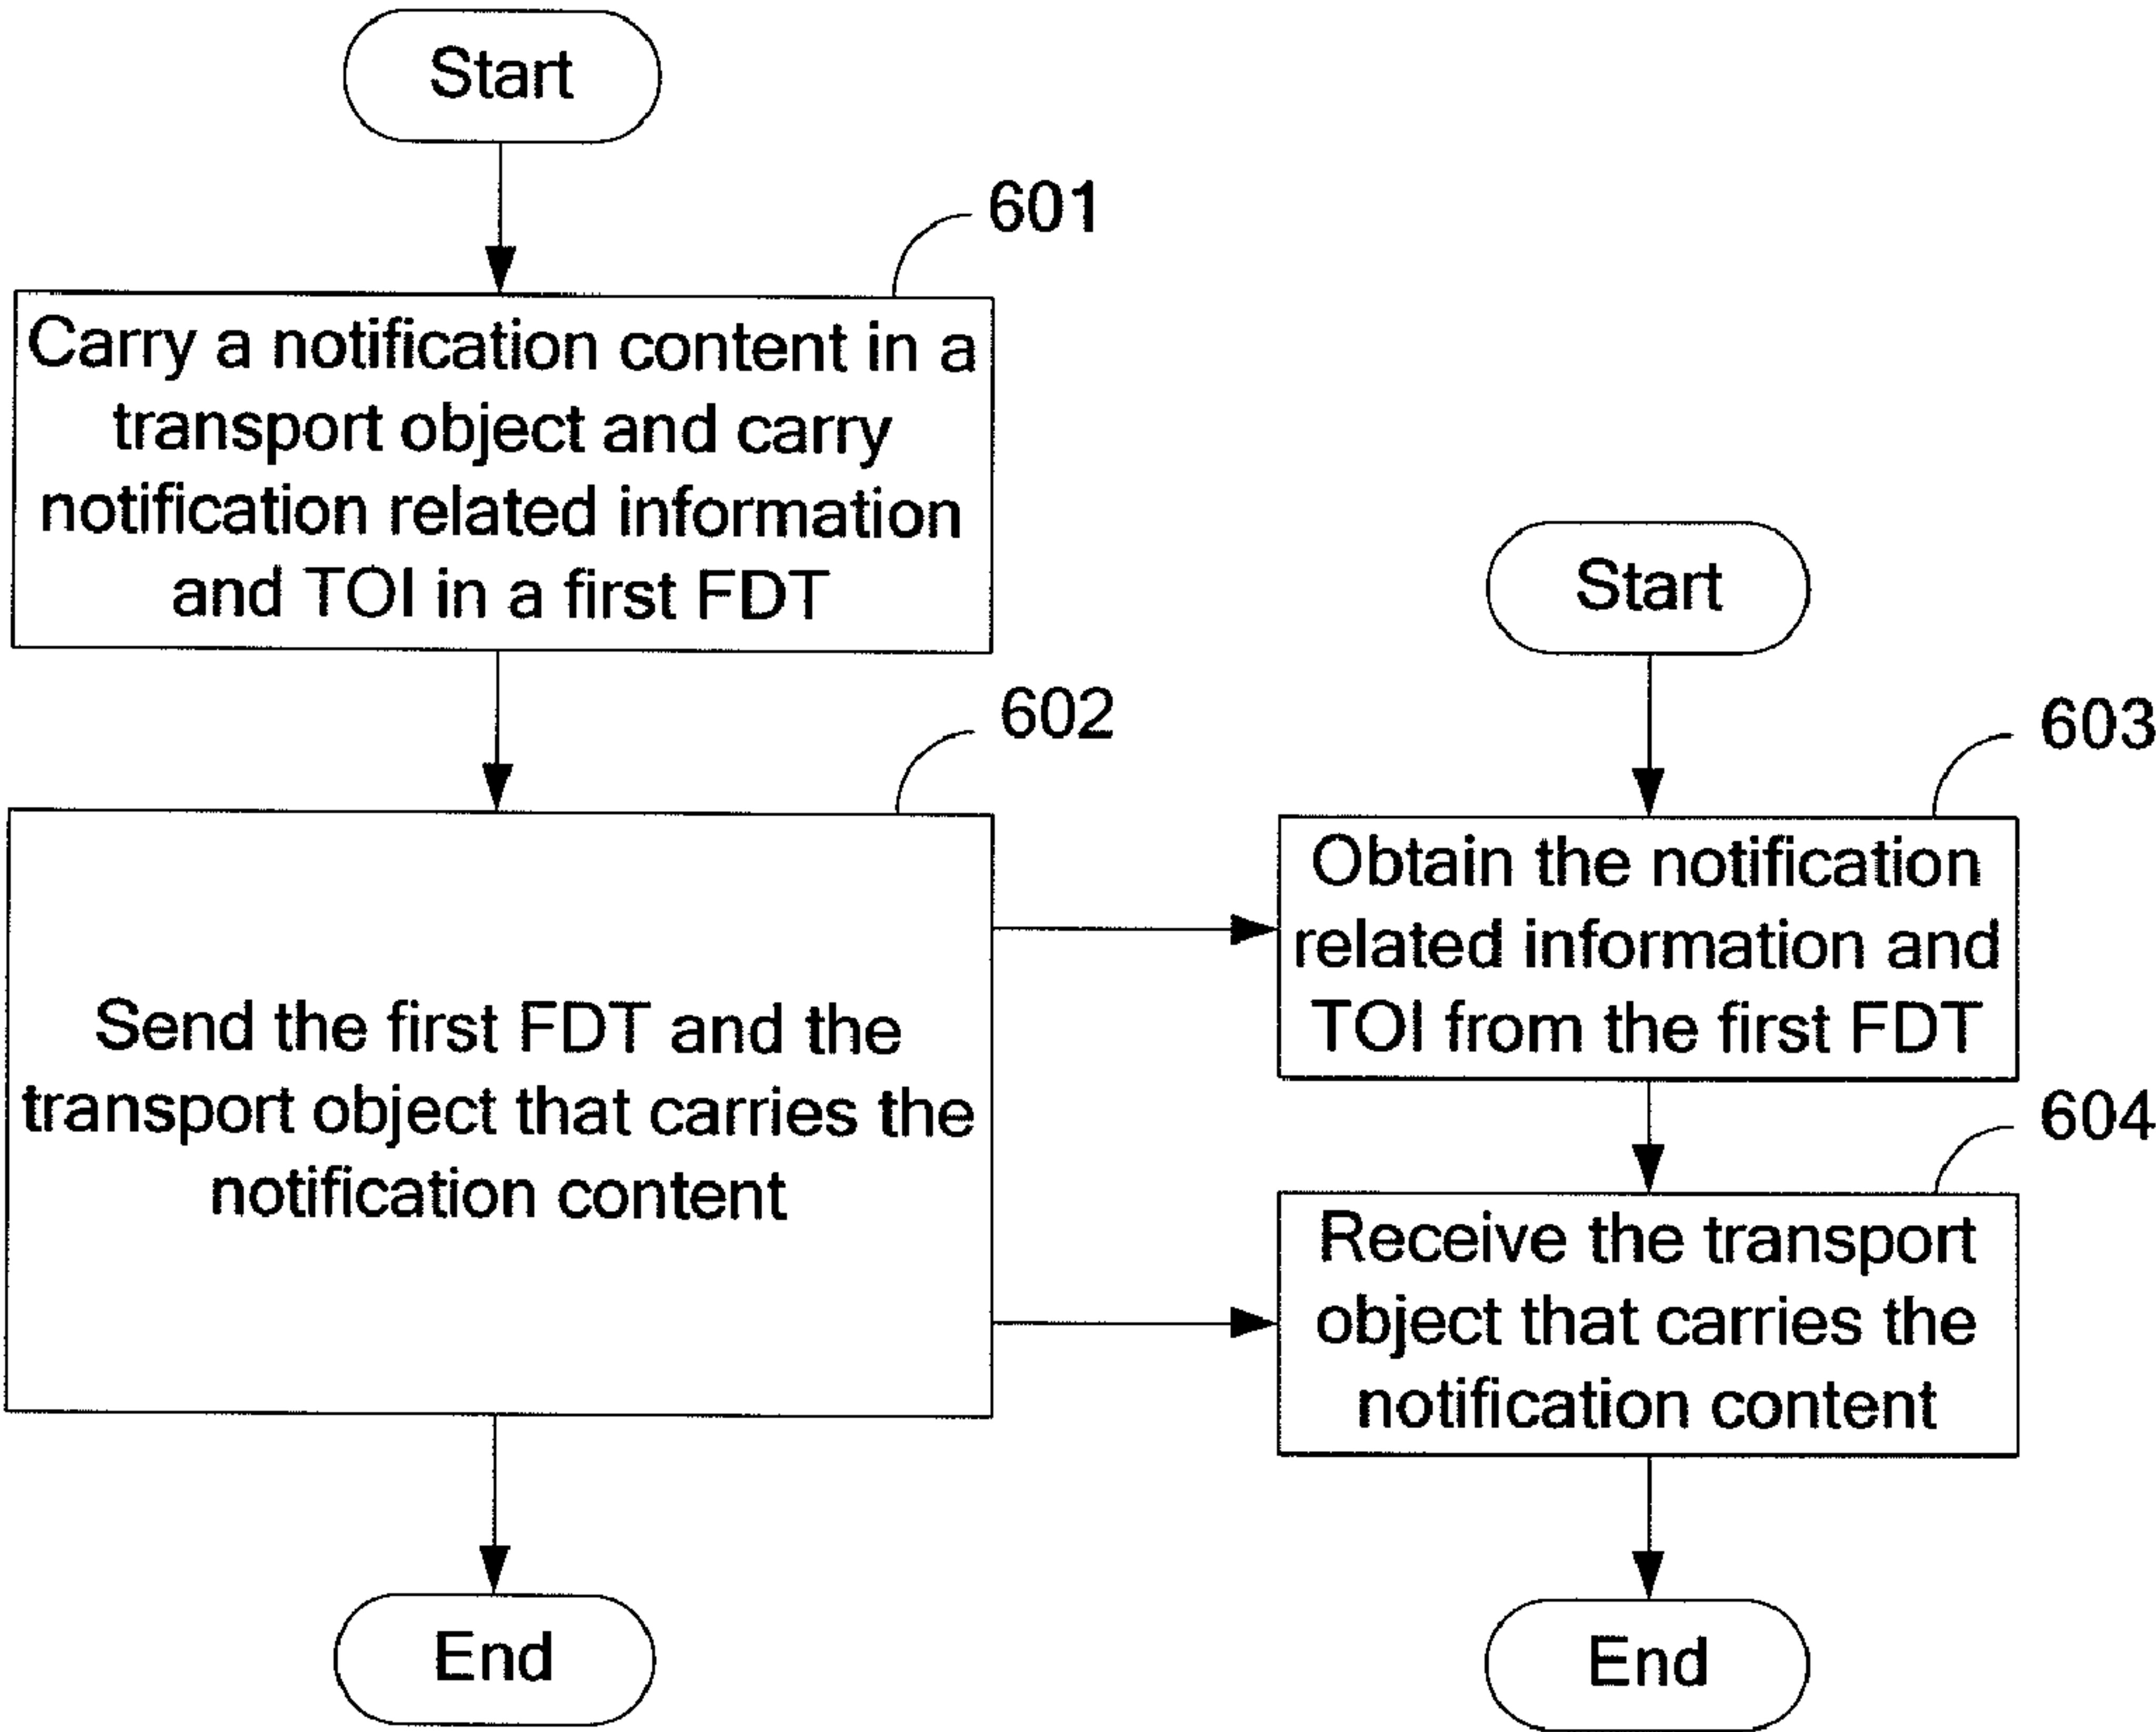 Start
601
Carry a notification content in a
transport object and carry
notification related information
and TOI in a first FDT
602
Send the first FDT and the
transport object that carries the
notification content
End
Start
603
Obtain the notification
related information and
TOI from the first FDT
604
Receive the transport
object that carries the
notification content
End